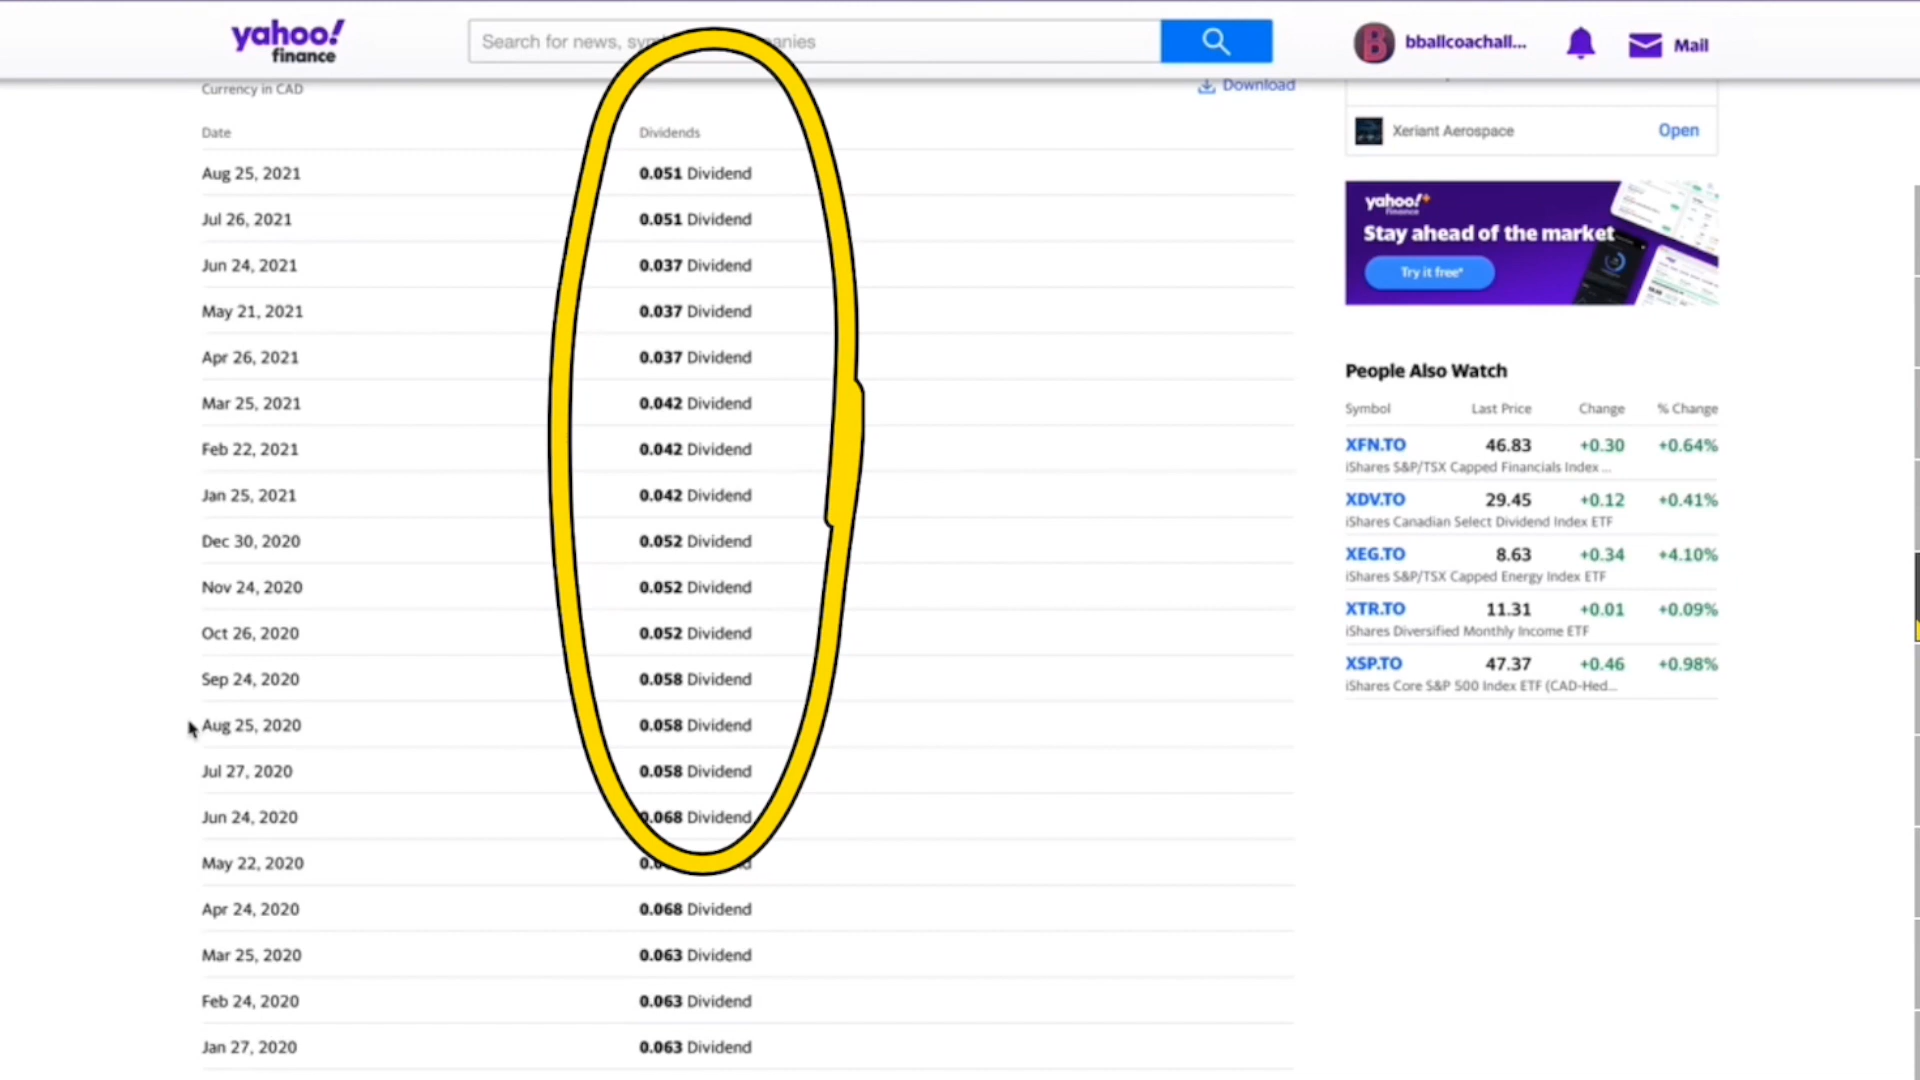 yahoo!
finance
Search for news, sy
anies
bballcoachall...
Mail
Currency in CAD
Download
Date Dividends
Aug 25, 2021 0.051 Dividend
Jul 26, 2021 0.051 Dividend
Jun 24, 2021 0.037 Dividend
May 21, 2021 0.037 Dividend
Apr 26, 2021 0.037 Dividend
Mar 25, 2021 0.042 Dividend
Feb 22, 2021 0.042 Dividend
Jan 25, 2021 0.042 Dividend
Dec 30, 2020 0.052 Dividend
Nov 24, 2020 0.052 Dividend
Oct 26, 2020 0.052 Dividend
Sep 24, 2020 0.058 Dividend
Aug 25, 2020 0.058 Dividend
Jul 27, 2020 0.058 Dividend
Jun 24, 2020 0.068 Dividend
May 22, 2020
Apr 24, 2020 0.068 Dividend
Mar 25, 2020 0.063 Dividend
Feb 24, 2020 0.063 Dividend
Jan 27, 2020 0.063 Dividend
Xeriant Aerospace Open
yahoo!+
finance
Stay ahead of the market
Try it free*
People Also Watch
Symbol Last Price Change % Change
XFN.TO 46.83 +0.30 +0.64%
iShares S&P/TSX Capped Financials Index ...
XDV.TO 29.45 +0.12 +0.41%
iShares Canadian Select Dividend Index ETF
XEG.TO 8.63 +0.34 +4.10%
iShares S&P/TSX Capped Energy Index ETF
XTR.TO 11.31 +0.01 +0.09%
iShares Diversified Monthly Income ETF
XSP.TO 47.37 +0.46 +0.98%
iShares Core S&P 500 Index ETF (CAD-Hed...